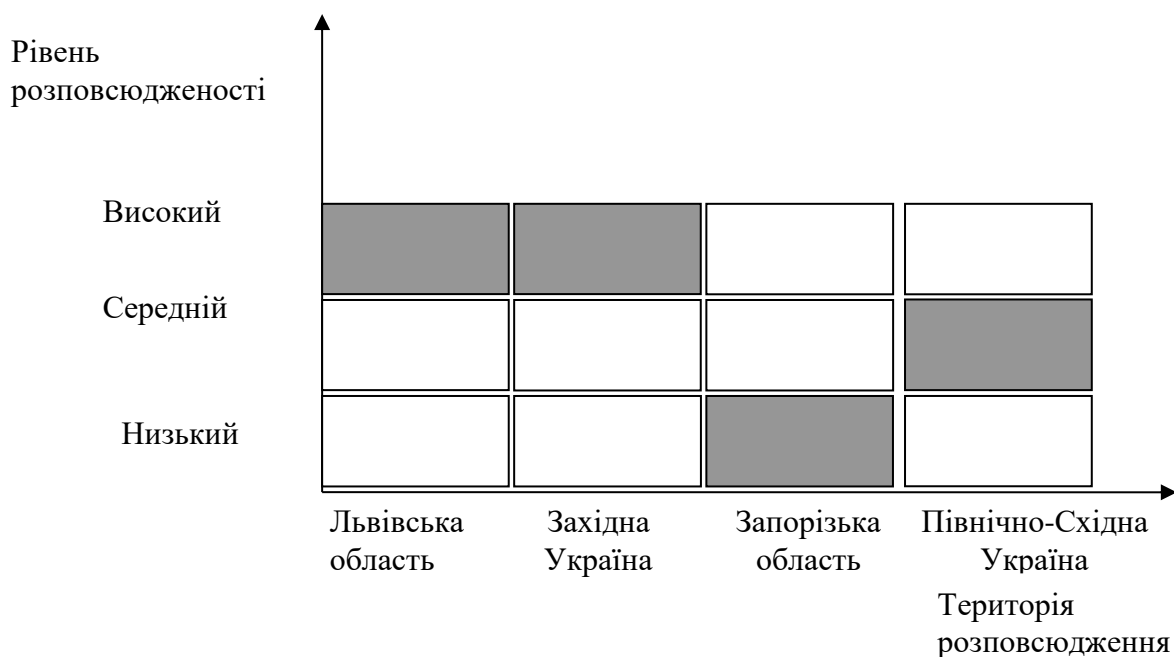 Рівень
розповсюдженості
Високий
Середній
Низький
Львівська
область
Західна
Україна
Запорізька
область
Північно-Східна
Україна
Територія
розповсюдження